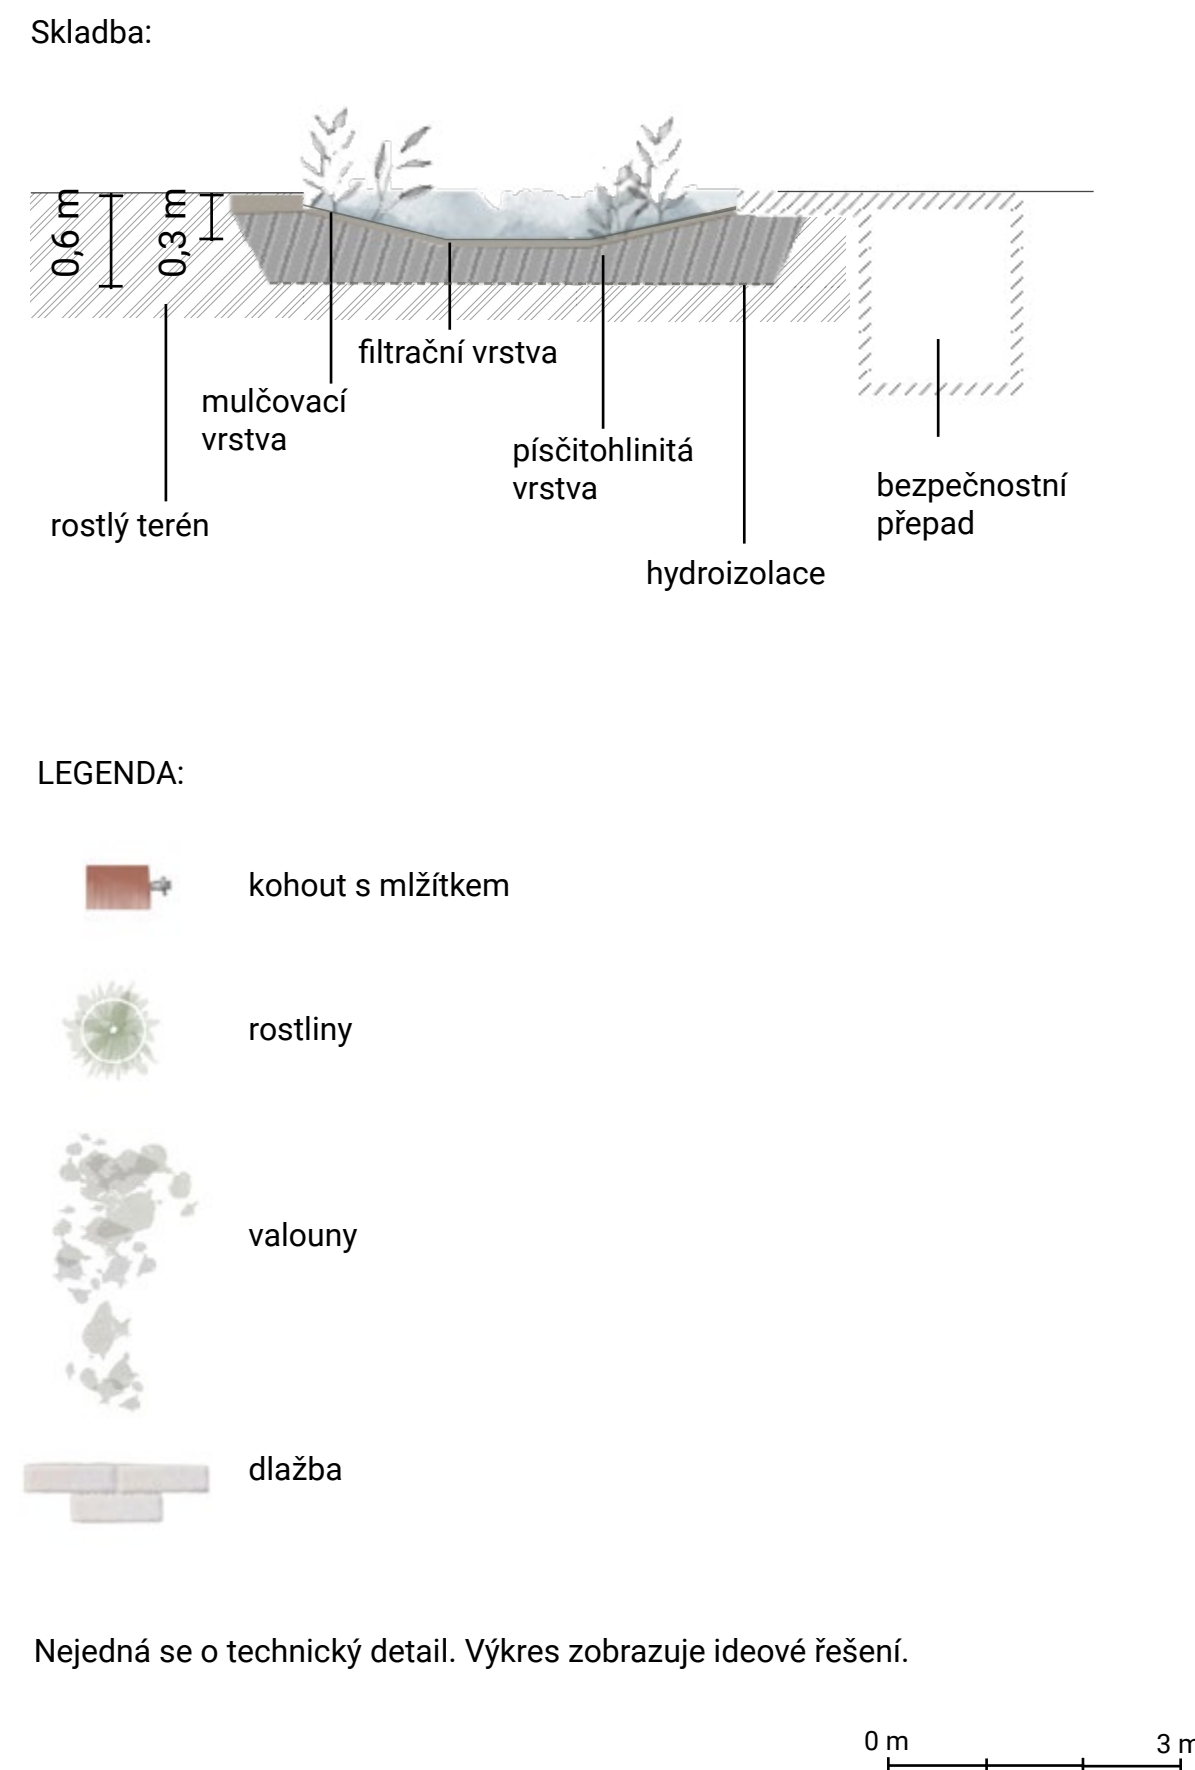 Skladba:
0,6 m
0,3 m
filtrační vrstva
mulčovací
vrstva
písčitohlinitá
vrstva
bezpečnostní
přepad
rostlý terén
hydroizolace
LEGENDA:
kohout s mlžítkem
rostliny
valouny
dlažba
Nejedná se o technický detail. Výkres zobrazuje ideové řešení.
0 m
3 m